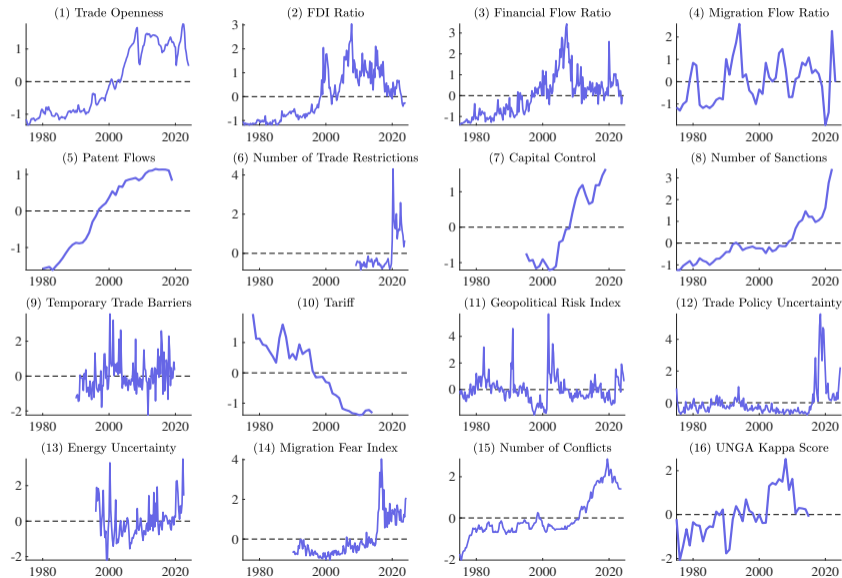 (1) Trade Openness (2) FDI Ratio (3) Financial Flow Ratio (4) Migration Flow Ratio
1 0 -1 3 2 1 0 -1 3 2 1 0 -1 2 1 0 -1
1980 2000 2020 1980 2000 2020 1980 2000 2020 1980 2000 2020
(5) Patent Flows (6) Number of Trade Restrictions (7) Capital Control (8) Number of Sanctions
1 0 -1 4 2 0 1 0 -1 3 2 1 0 -1
1980 2000 2020 1980 2000 2020 1980 2000 2020 1980 2000 2020
(9) Temporary Trade Barriers (10) Tariff (11) Geopolitical Risk Index (12) Trade Policy Uncertainty
2 0 -2 1 0 -1 4 2 0 4 2 0
1980 2000 2020 1980 2000 2020 1980 2000 2020 1980 2000 2020
(13) Energy Uncertainty (14) Migration Fear Index (15) Number of Conflicts (16) UNGA Kappa Score
2 0 -2 4 2 0 2 0 -2 2 0 -2
1980 2000 2020 1980 2000 2020 1980 2000 2020 1980 2000 2020